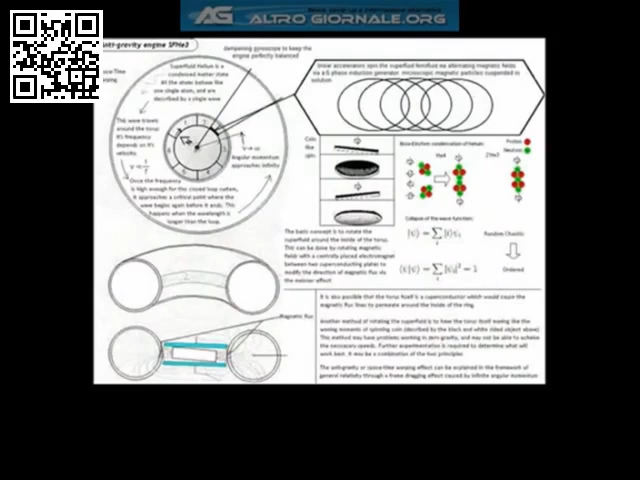 AG ALTRO GIORNALE.ORG
Anti-gravity engine SFHe3
dampening gyroscope to keep the
engine perfectly balanced
Space-Time
Superfluid Helium is a
condensed matter state
All the atoms behave like
one single atom, and are
described by a single wave
This wave travels
around the torus
It's frequency
depends on it's
velocity
Angular momentum
approaches infinity
Once the frequency
is high enough for this closed loop system,
it approaches a critical point where the
wave begins again before it ends. This
happens when the wavelength is
longer than the loop.
linear accelerators spin the superfluid ferrofluid via alternating magnetic fields
via a 6 phase induction generator. microscopic magnetic particles suspended in
solution
Coin
like
spin
Bose-Einstein condensation of helium
Proton
Neutron
He4
Collapse of the wave function:
Random Chaotic
Ordered
The basic concept is to rotate the
superfluid around the inside of the torus.
This can be done by rotating magnetic
fields with a centrally placed electromagnet
between two superconducting plates to
modify the direction of magnetic flux via
the meisner effect
Magnetic flux
It is also possible that the torus itself is a superconductor which would cause the
magnetic flux lines to permeate around the inside of the ring.
Another method of rotating the superfluid is to have the torus itself moving like the
waning moments of spinning coin (described by the black and white sided object above)
This method may have problems working in zero gravity, and may not be able to achieve
the necessary speeds. Further experimentation is required to determine what will
work best. It may be a combination of the two principles
The anti-gravity or space-time warping effect can be explained in the framework of
general relativity through a frame dragging effect caused by infinite angular momentum